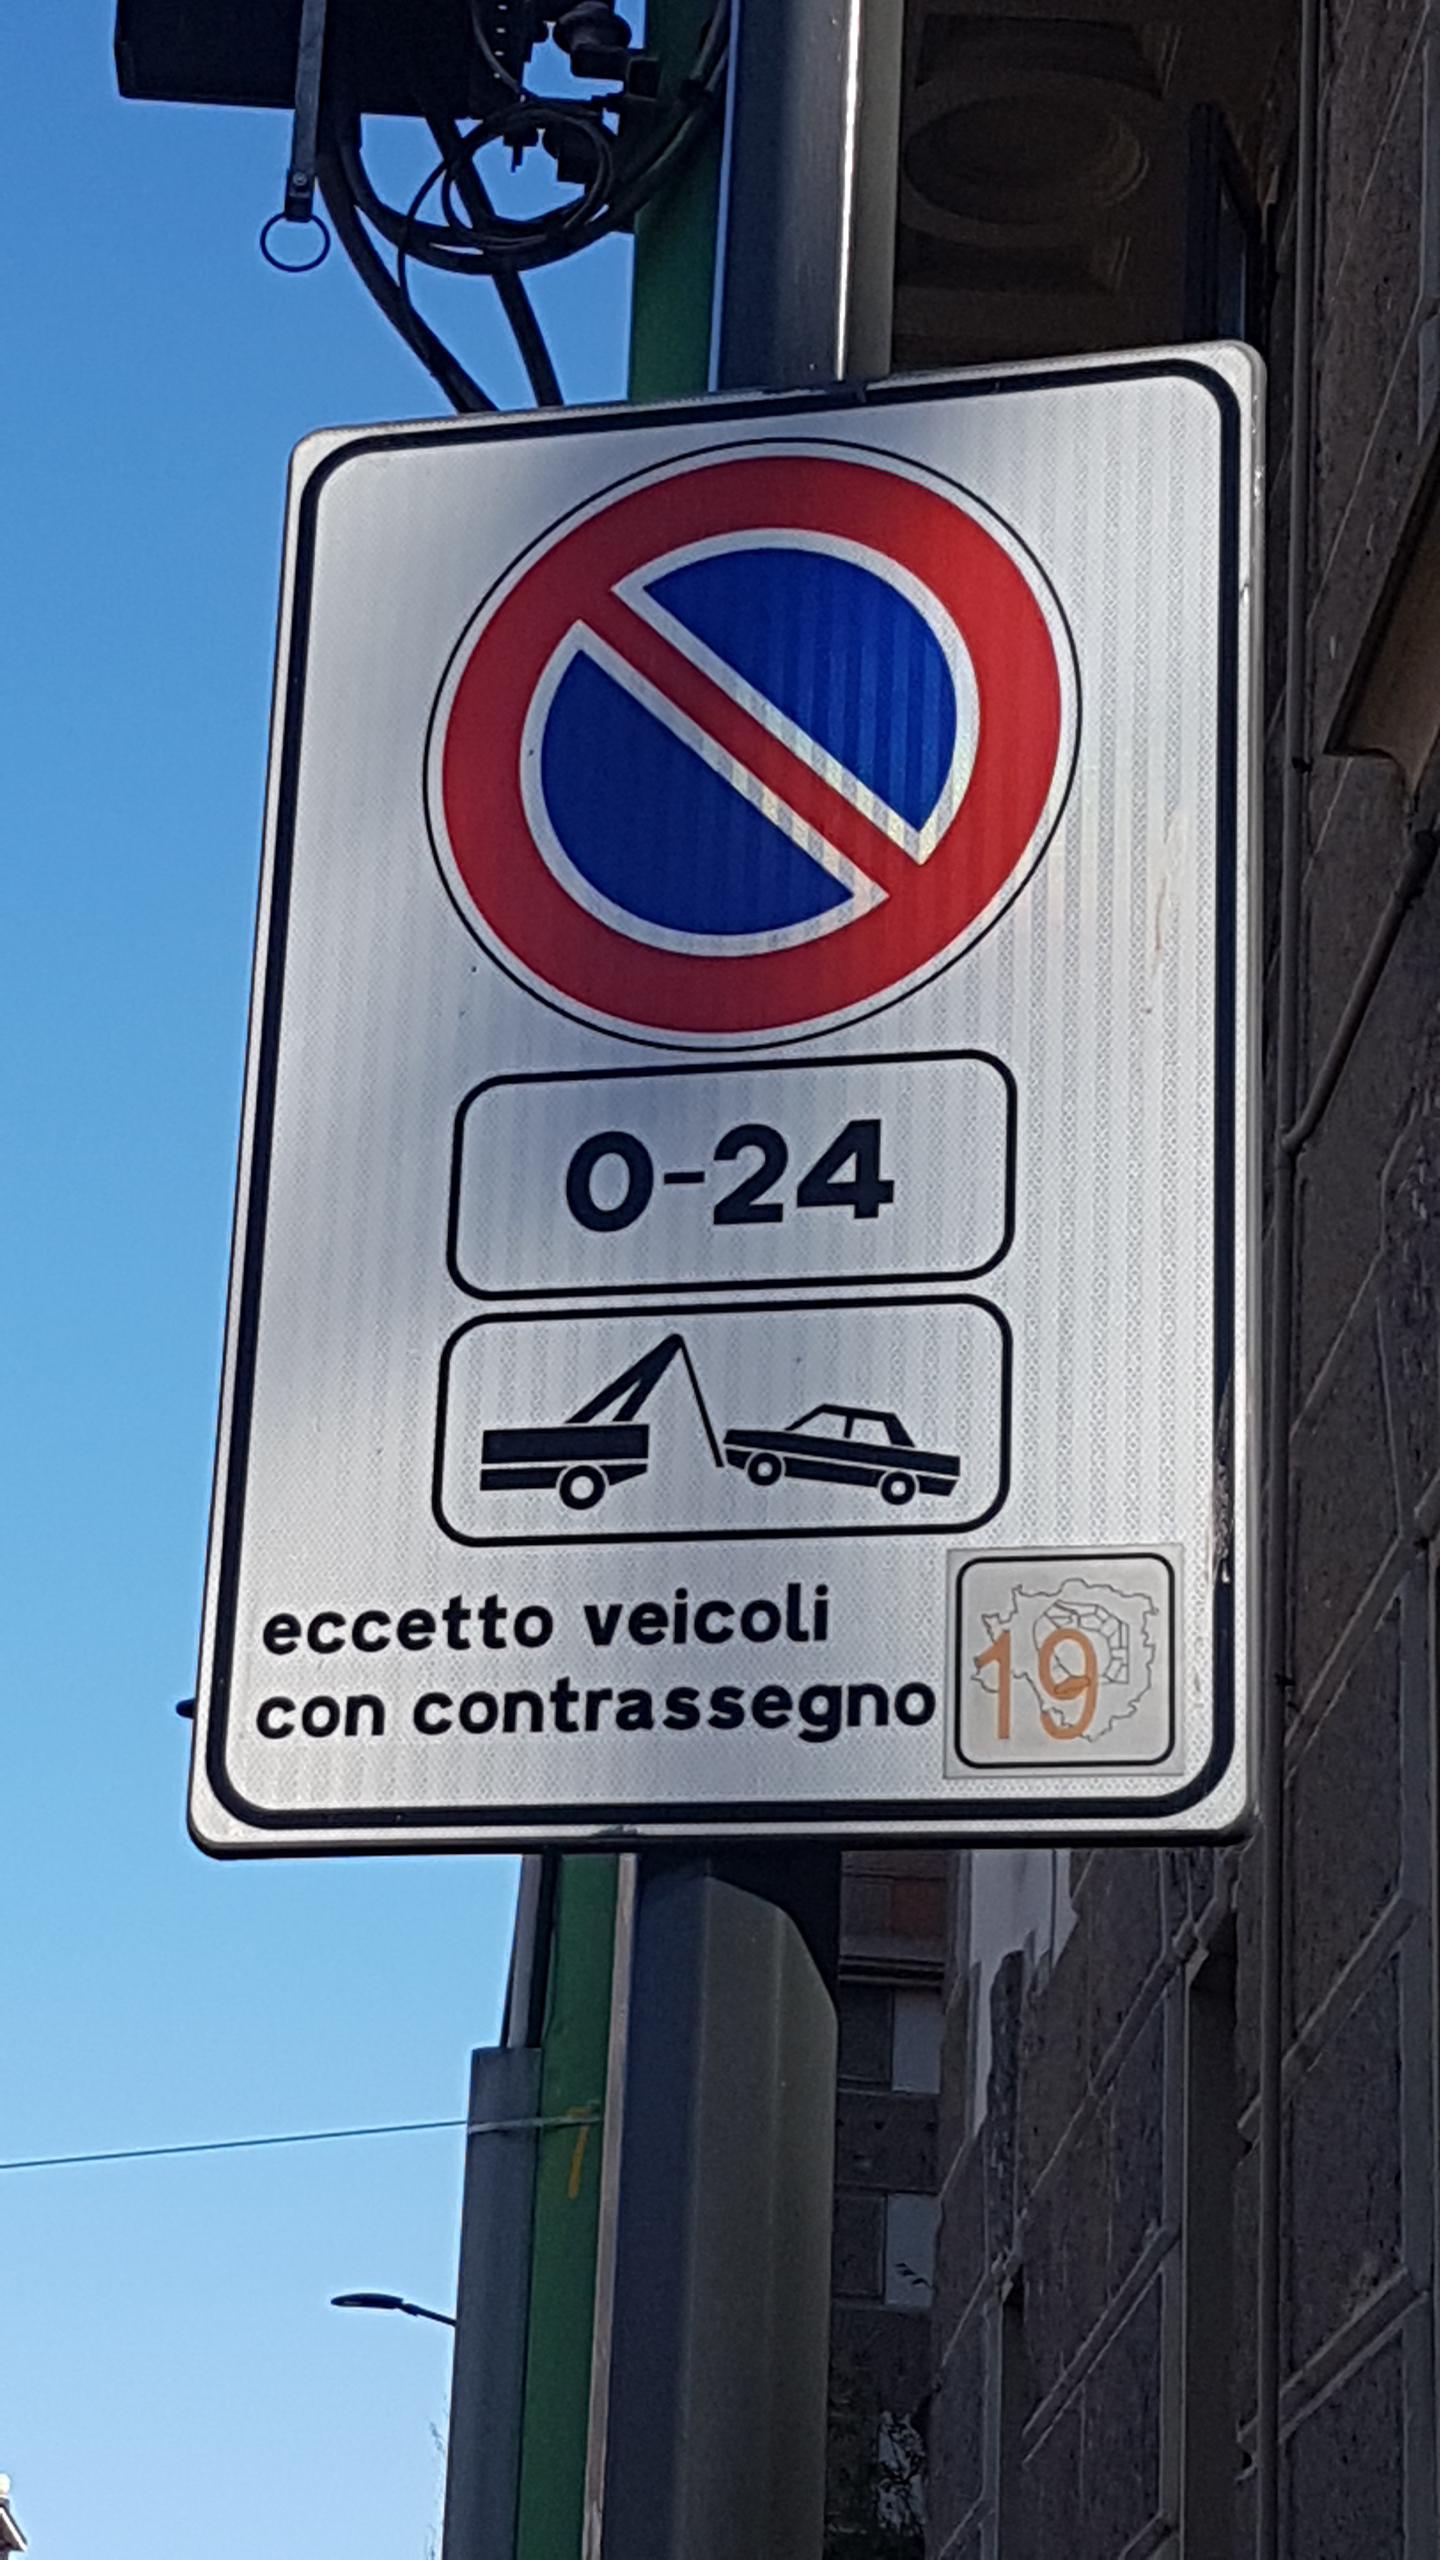 0-24
eccetto veicoli
con contrassegno 19